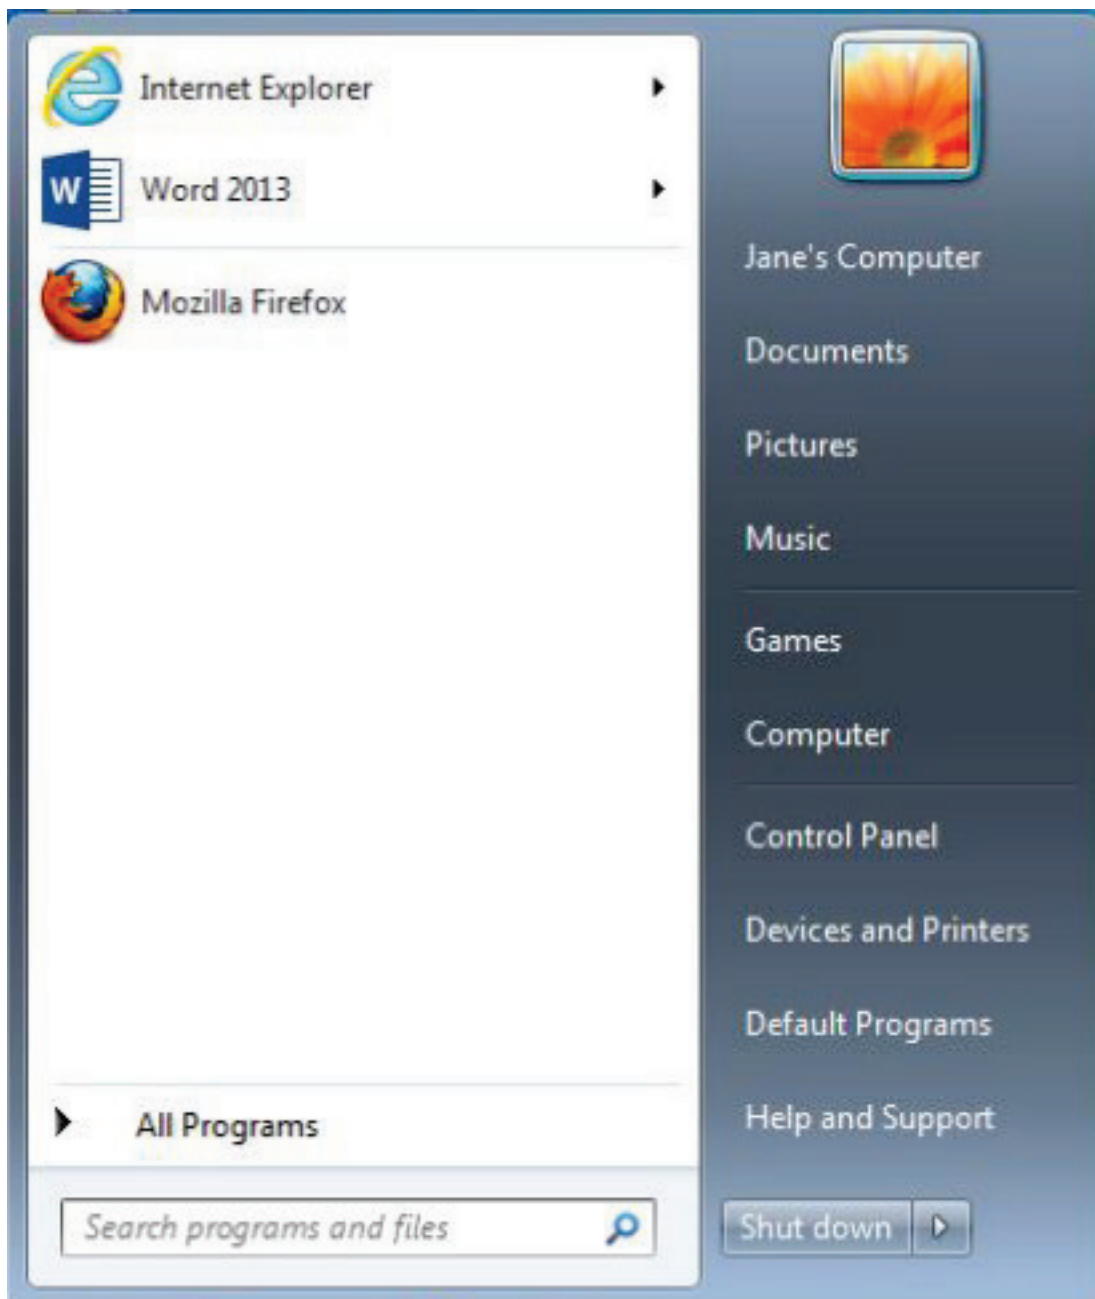 Internet Explorer
W Word 2013
Mozilla Firefox
All Programs
Search programs and files
Jane's Computer
Documents
Pictures
Music
Games
Computer
Control Panel
Devices and Printers
Default Programs
Help and Support
Shut down